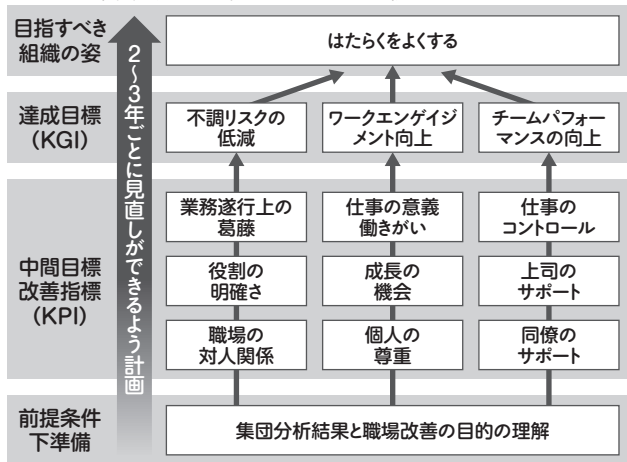 目指すべき
組織の姿
はたらくをよくする
2～3年ごとに見直しができるよう計画
達成目標
(KGI)
不調リスクの
低減
ワークエンゲイジ
メント向上
チームパフォー
マンスの向上
中間目標
改善指標
(KPI)
業務遂行上の
葛藤
仕事の意義
働きがい
仕事の
コントロール
役割の
明確さ
成長の
機会
上司の
サポート
職場の
対人関係
個人の
尊重
同僚の
サポート
前提条件
下準備
集団分析結果と職場改善の目的の理解